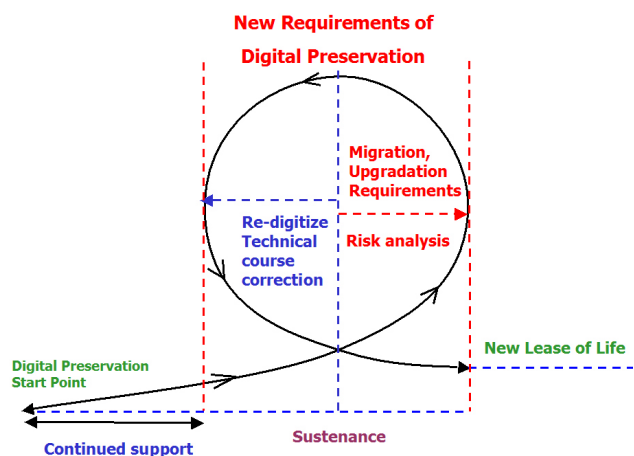 New Requirements of
Digital Preservation
Migration,
Upgradation
Requirements
Re-digitize
Technical
course
correction
Risk analysis
New Lease of Life
Digital Preservation
Start Point
Sustenance
Continued support